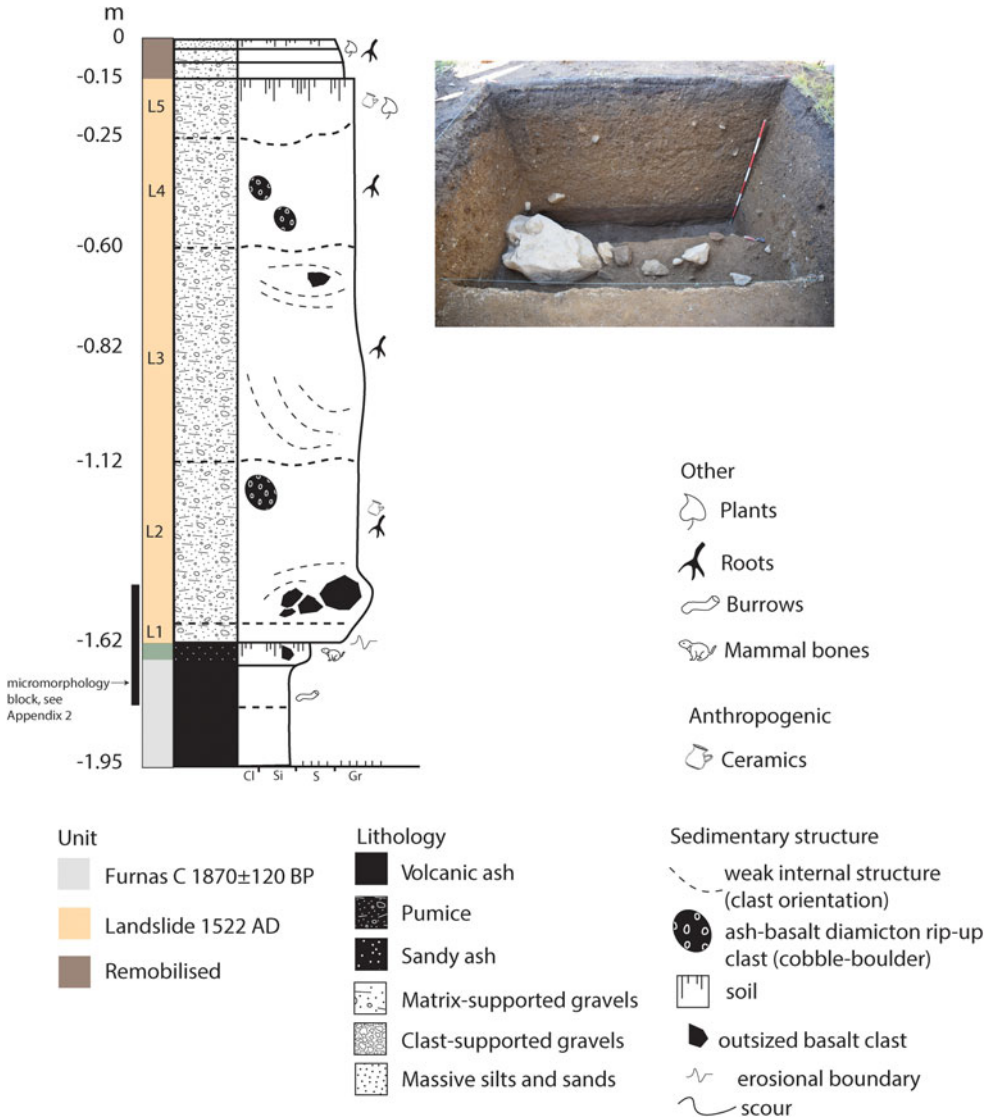 m
0
-0.15
L5
-0.25
L4
-0.60
-0.82
L3
-1.12
L2
L1
-1.62
micromorphology
block, see
Appendix 2
-1.95
Cl Si S Gr
Other
Plants
Roots
Burrows
Mammal bones
Anthropogenic
Ceramics
Unit
Furnas C 1870±120 BP
Landslide 1522 AD
Remobilised
Lithology
Volcanic ash
Pumice
Sandy ash
Matrix-supported gravels
Clast-supported gravels
Massive silts and sands
Sedimentary structure
weak internal structure
(clast orientation)
ash-basalt diamicton rip-up
clast (cobble-boulder)
soil
outsized basalt clast
erosional boundary
scour